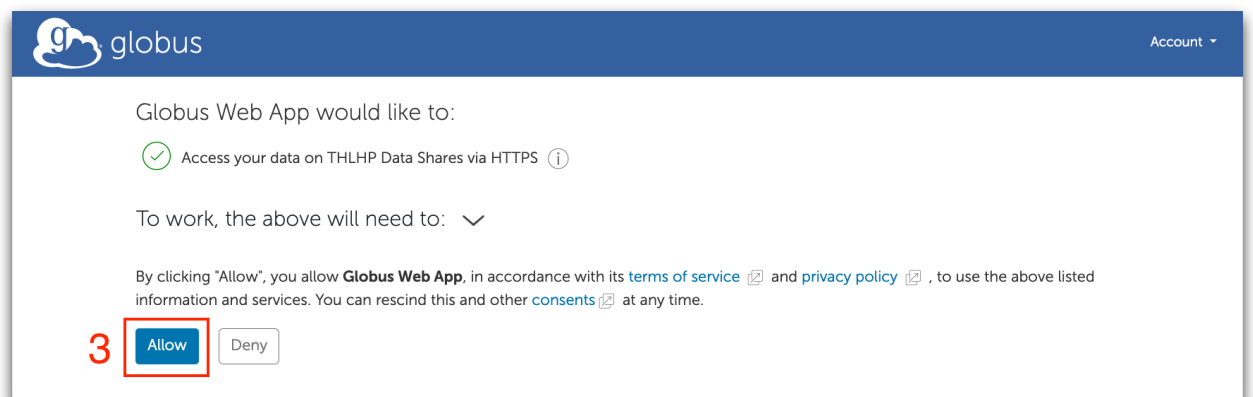 globus
Account
Globus Web App would like to:
Access your data on THLHP Data Shares via HTTPS
To work, the above will need to:
By clicking "Allow", you allow Globus Web App, in accordance with its terms of service and privacy policy , to use the above listed
information and services. You can rescind this and other consents at any time.
3 Allow Deny